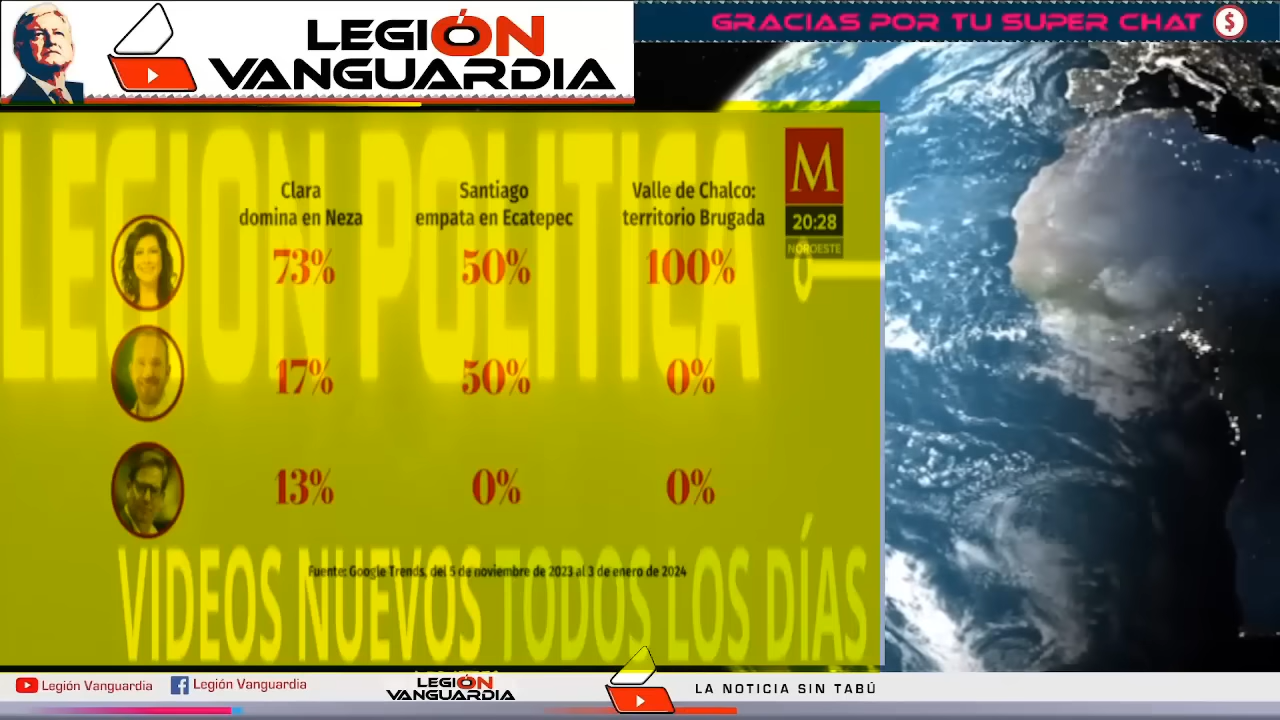 LEGIÓN
VANGUARDIA
GRACIAS POR TU SUPER CHAT
$
LEGION POLITICA
M
20:28
NOROESTE
Clara
domina en Neza
Santiago
empata en Ecatepec
Valle de Chalco:
territorio Brugada
73% 50% 100%
17% 50% 0%
13% 0% 0%
Fuente: Google Trends, del 5 de noviembre de 2023 al 3 de enero de 2024
VIDEOS NUEVOS TODOS LOS DÍAS
Legión Vanguardia
Legión Vanguardia
LEGIÓN
VANGUARDIA
LA NOTICIA SIN TABÚ